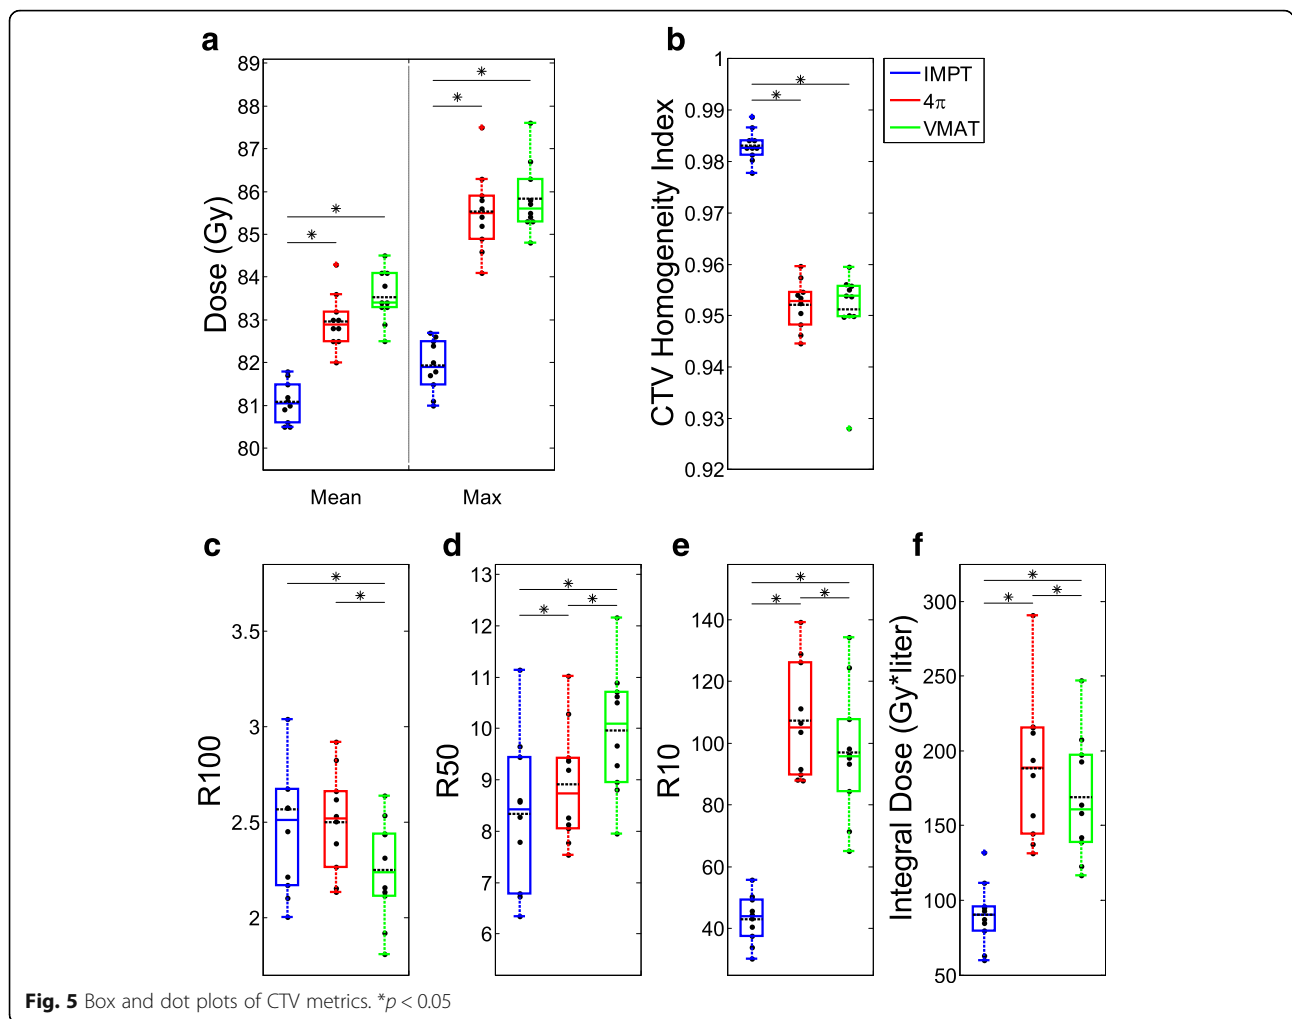 a
89
88
87
86
85
84
83
82
81
80
Dose (Gy)
Mean Max
* * * *
b
1
0.99
0.98
0.97
0.96
0.95
0.94
0.93
0.92
CTV Homogeneity Index
* *
IMPT
4π
VMAT
c
3.5
3
2.5
2
R100
* *
d
13
12
11
10
9
8
7
6
R50
* * *
e
140
120
100
80
60
40
R10
* * *
f
300
250
200
150
100
50
Integral Dose (Gy*liter)
* * *
Fig. 5 Box and dot plots of CTV metrics. *p < 0.05